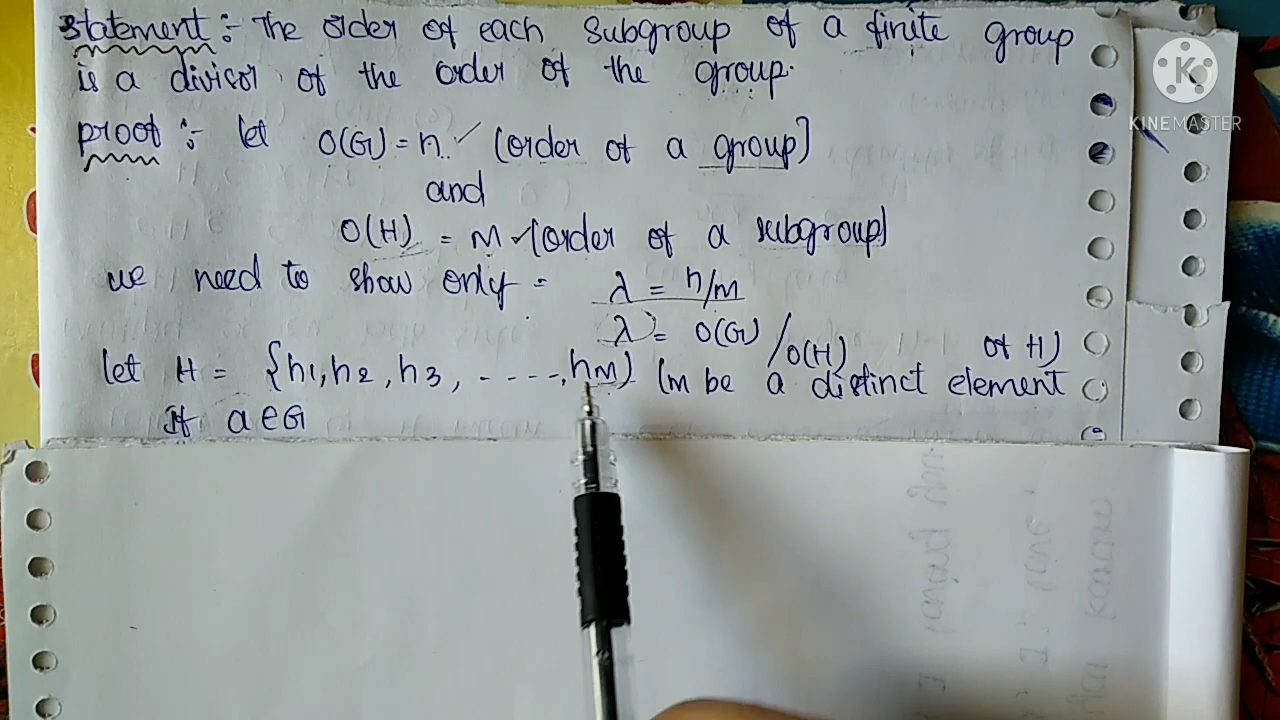 Statement :- The order of each subgroup of a finite group
is a divisor of the order of the group.
proof :- let O(G) = n ✓ (order of a group]
and
O(H) = M ✓ (order of a subgroup]
we need to show only = λ = n/M
λ = O(G) /O(H)
of H)
let H = {h1, h2, h3, - - - -, hM) (m be a distinct element
If a∈G
K
KINEMASTER